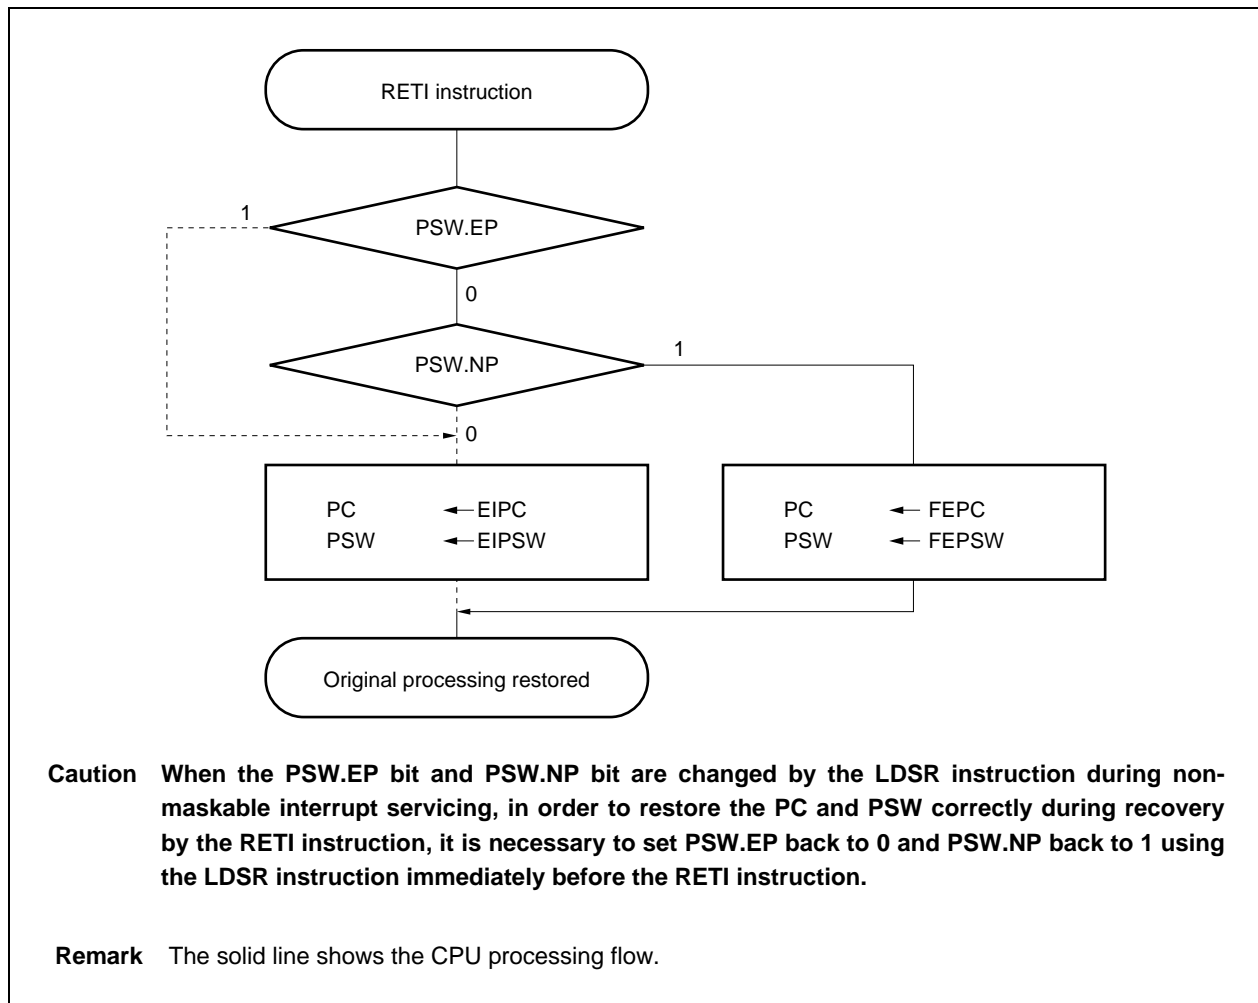 RETI instruction
1
PSW.EP
0
PSW.NP
1
0
PC ← EIPC
PSW ← EIPSW
PC ← FEPC
PSW ← FEPSW
Original processing restored
Caution When the PSW.EP bit and PSW.NP bit are changed by the LDSR instruction during non-
maskable interrupt servicing, in order to restore the PC and PSW correctly during recovery
by the RETI instruction, it is necessary to set PSW.EP back to 0 and PSW.NP back to 1 using
the LDSR instruction immediately before the RETI instruction.
Remark The solid line shows the CPU processing flow.